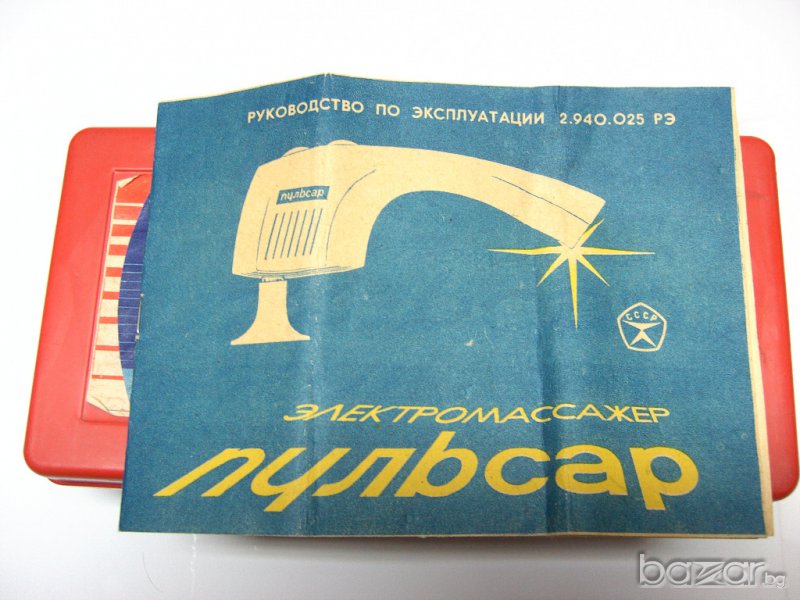 РУКОВОДСТВО ПО ЭКСПЛУАТАЦИИ 2.940.025 РЭ
пульсар
СССР
ЭЛЕКТРОМАССАЖЕР
пульсар
bazar.bg